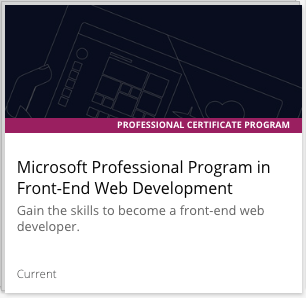 PROFESSIONAL CERTIFICATE PROGRAM
Microsoft Professional Program in
Front-End Web Development
Gain the skills to become a front-end web
developer.
Current